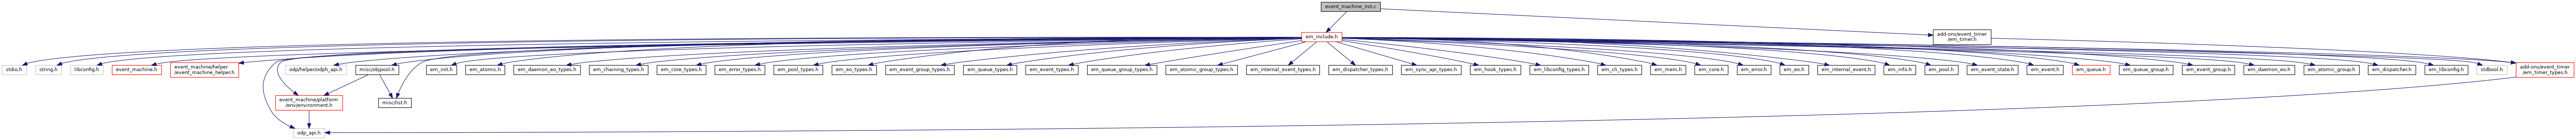 event_machine_init.c
em_include.h
add-ons/event_timer
/em_timer.h
stdio.h
string.h
libconfig.h
event_machine.h
event_machine/helper
/event_machine_helper.h
odp/helper/odph_api.h
misc/objpool.h
em_init.h
em_atomic.h
em_daemon_eo_types.h
em_chaining_types.h
em_core_types.h
em_error_types.h
em_pool_types.h
em_eo_types.h
em_event_group_types.h
em_queue_types.h
em_event_types.h
em_queue_group_types.h
em_atomic_group_types.h
em_internal_event_types.h
em_dispatcher_types.h
em_sync_api_types.h
em_hook_types.h
em_libconfig_types.h
em_cli_types.h
em_mem.h
em_core.h
em_error.h
em_eo.h
em_internal_event.h
em_info.h
em_pool.h
em_event_state.h
em_event.h
em_queue.h
em_queue_group.h
em_event_group.h
em_daemon_eo.h
em_atomic_group.h
em_dispatcher.h
em_libconfig.h
stdbool.h
add-ons/event_timer
/em_timer_types.h
event_machine/platform
/env/environment.h
misc/list.h
odp_api.h